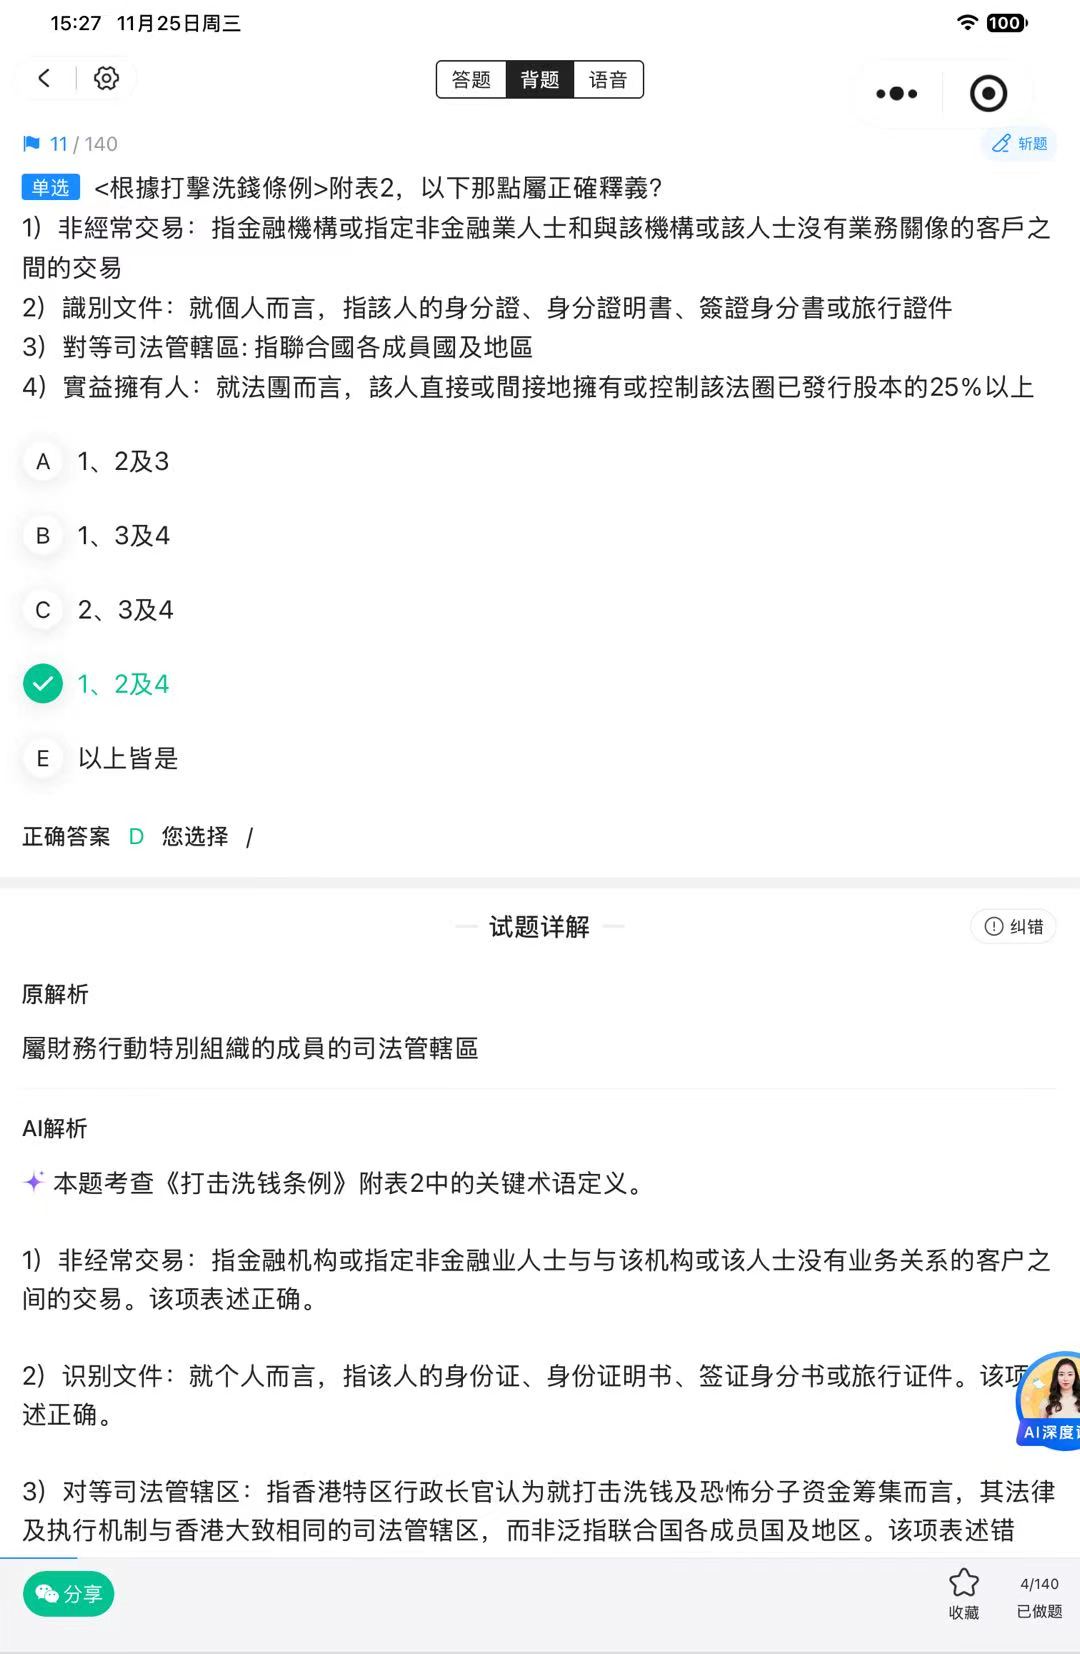 15:27 11月25日周三
100
答题 背题 语音
11 / 140
斩题
单选 <根據打擊洗錢條例>附表2，以下那點屬正確釋義?
1）非經常交易：指金融機構或指定非金融業人士和與該機構或該人士沒有業務關像的客戶之
間的交易
2）識別文件：就個人而言，指該人的身分證、身分證明書、簽證身分書或旅行證件
3）對等司法管轄區: 指聯合國各成員國及地區
4）實益擁有人：就法團而言，該人直接或間接地擁有或控制該法圈已發行股本的25%以上
A 1、2及3
B 1、3及4
C 2、3及4
1、2及4
E 以上皆是
正确答案 D 您选择 /
试题详解
纠错
原解析
屬財務行動特別組織的成員的司法管轄區
AI解析
本题考查《打击洗钱条例》附表2中的关键术语定义。
1）非经常交易：指金融机构或指定非金融业人士与与该机构或该人士没有业务关系的客户之
间的交易。该项表述正确。
2）识别文件：就个人而言，指该人的身份证、身份证明书、签证身分书或旅行证件。该项
述正确。
AI深度
3）对等司法管辖区：指香港特区行政长官认为就打击洗钱及恐怖分子资金筹集而言，其法律
及执行机制与香港大致相同的司法管辖区，而非泛指联合国各成员国及地区。该项表述错
分享
收藏
4/140
已做题